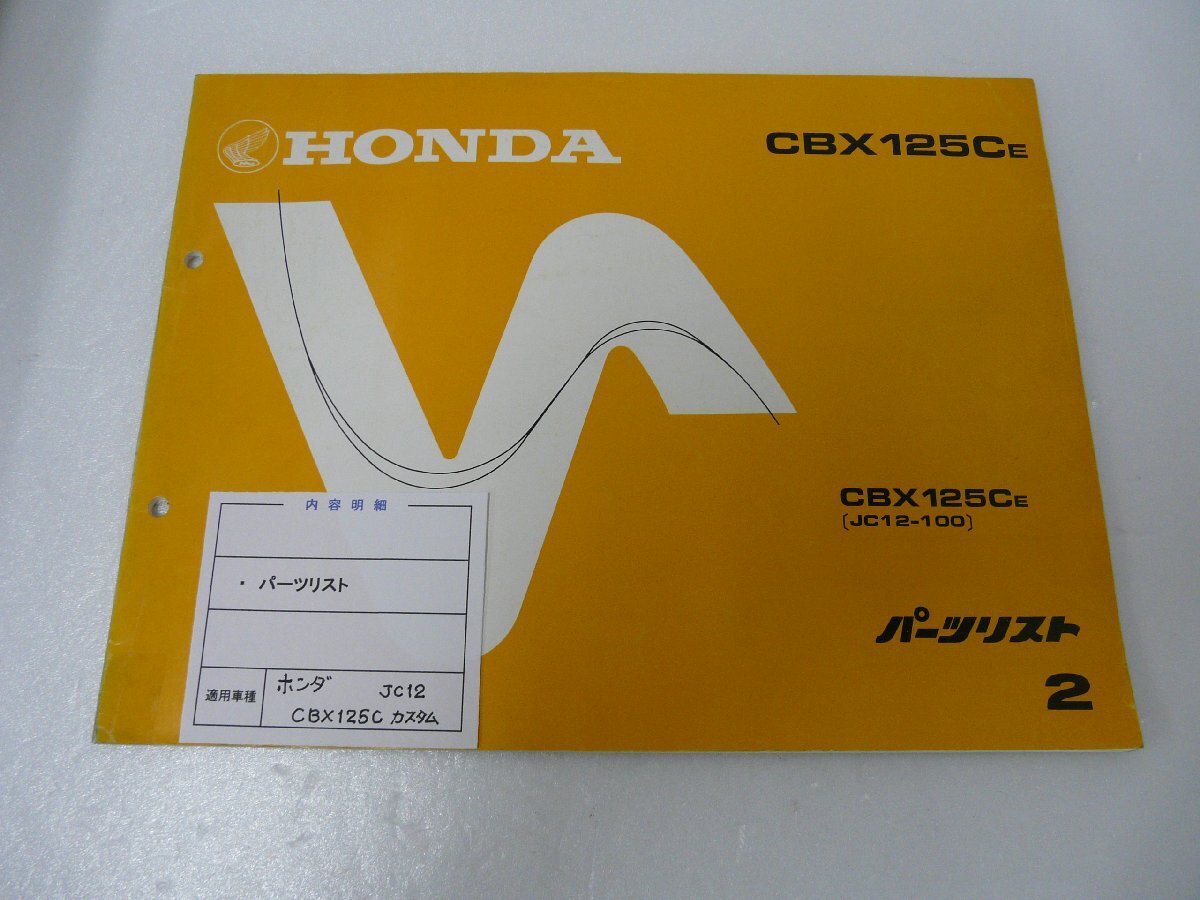 HONDA
CBX125CE
CBX125CE
[JC12-100]
パーツリスト
2
内容明細
・ パーツリスト
適用車種
ホンダ JC12
CBX125C カスタム